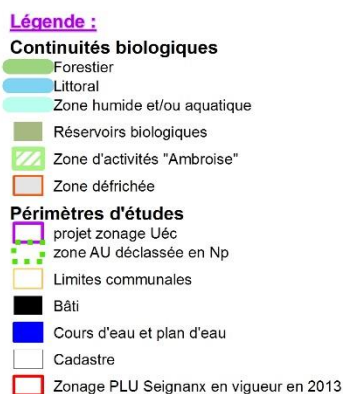 Légende :
Continuités biologiques
Forestier
Littoral
Zone humide et/ou aquatique
Réservoirs biologiques
Zone d'activités "Ambroise"
Zone défrichée
Périmètres d'études
projet zonage Uéc
zone AU déclassée en Np
Limites communales
Bâti
Cours d'eau et plan d'eau
Cadastre
Zonage PLU Seignanx en vigueur en 2013